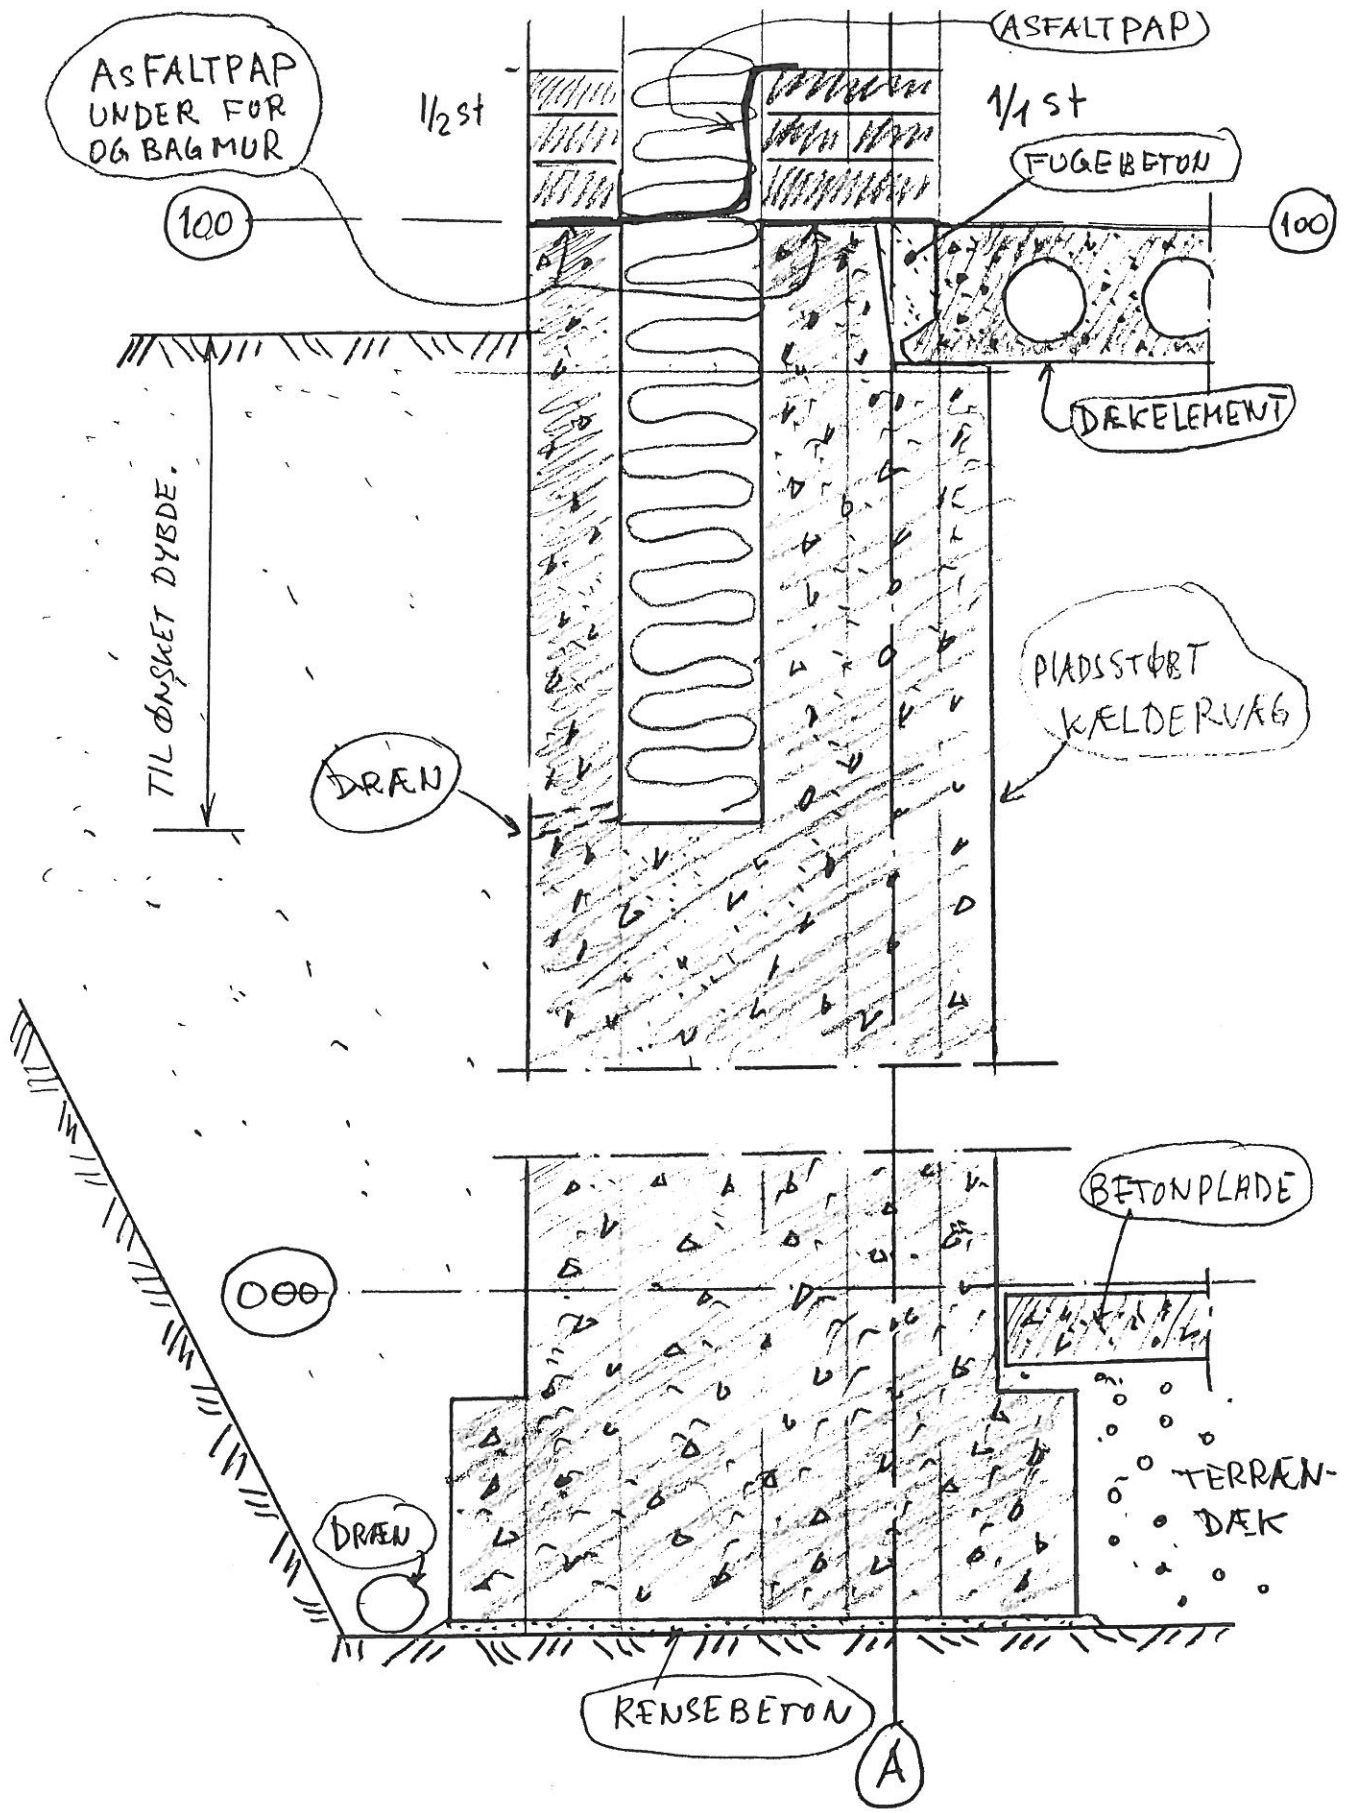 ASFALTPAP
ASFALTPAP
UNDER FOR
OG BAGMUR
1/2 st
1/1 st
FUGEBETON
100
100
DÆKELEMENT
TIL ØNSKET DYBDE.
PLADSSTØBT
KÆLDERVÆG
DRÆN
BETONPLADE
000
TERRÆN-
DÆK
DRÆN
RENSEBETON
A